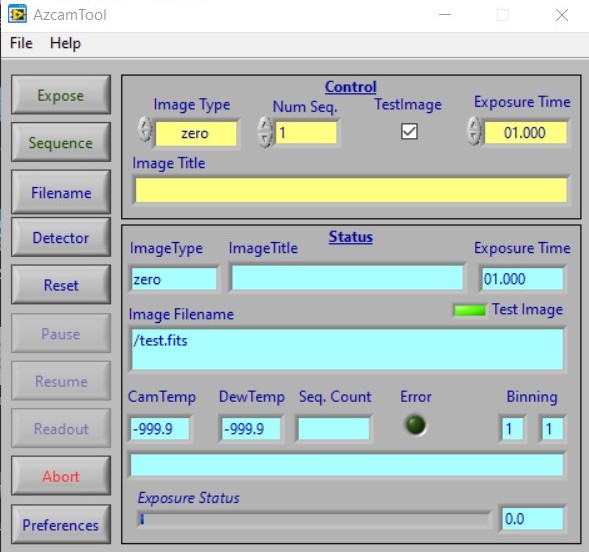 AzcamTool
File Help
Expose
Sequence
Filename
Detector
Reset
Pause
Resume
Readout
Abort
Preferences
Control
Image Type Num Seq. TestImage Exposure Time
zero 1 01.000
Image Title
Status
ImageType ImageTitle Exposure Time
zero 01.000
Image Filename Test Image
/test.fits
CamTemp DewTemp Seq. Count Error Binning
-999.9 -999.9 1 1
Exposure Status
0.0